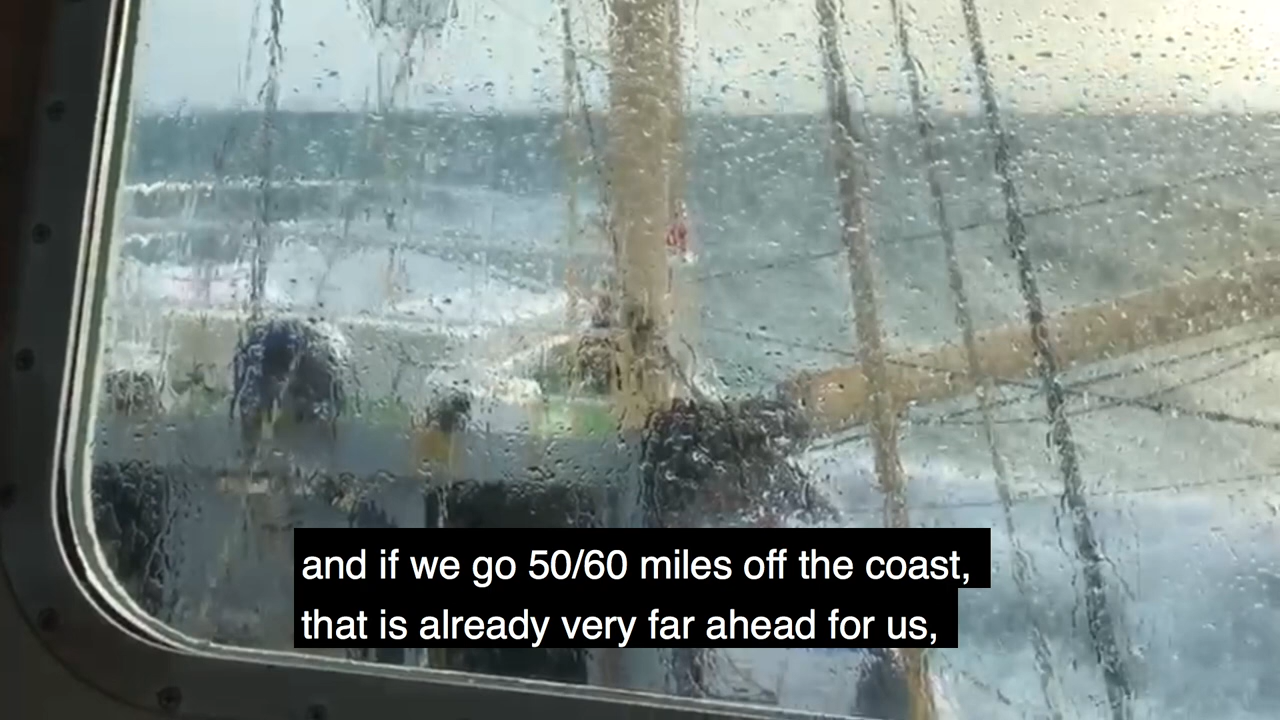 and if we go 50/60 miles off the coast,
that is already very far ahead for us,